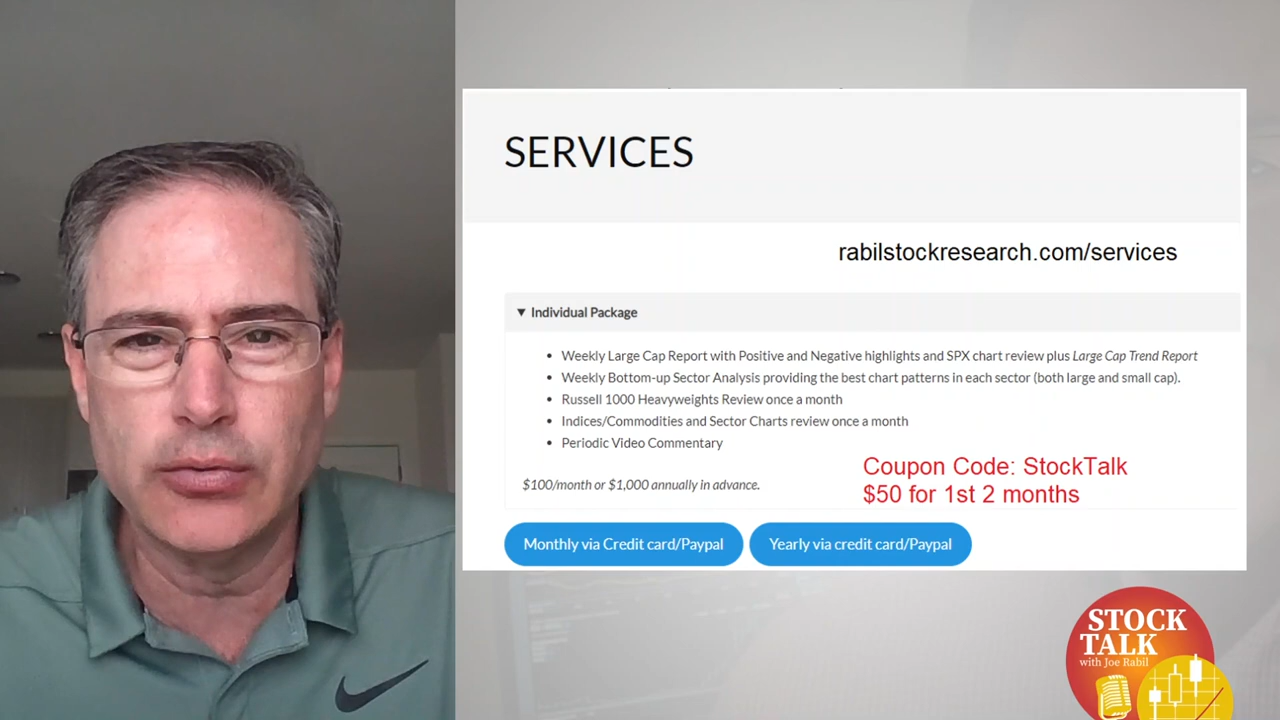 SERVICES
rabilstockresearch.com/services
▼ Individual Package
• Weekly Large Cap Report with Positive and Negative highlights and SPX chart review plus Large Cap Trend Report
• Weekly Bottom-up Sector Analysis providing the best chart patterns in each sector (both large and small cap).
• Russell 1000 Heavyweights Review once a month
• Indices/Commodities and Sector Charts review once a month
• Periodic Video Commentary
Coupon Code: StockTalk
$100/month or $1,000 annually in advance.
$50 for 1st 2 months
Monthly via Credit card/Paypal
Yearly via credit card/Paypal
STOCK
TALK
with Joe Rabil